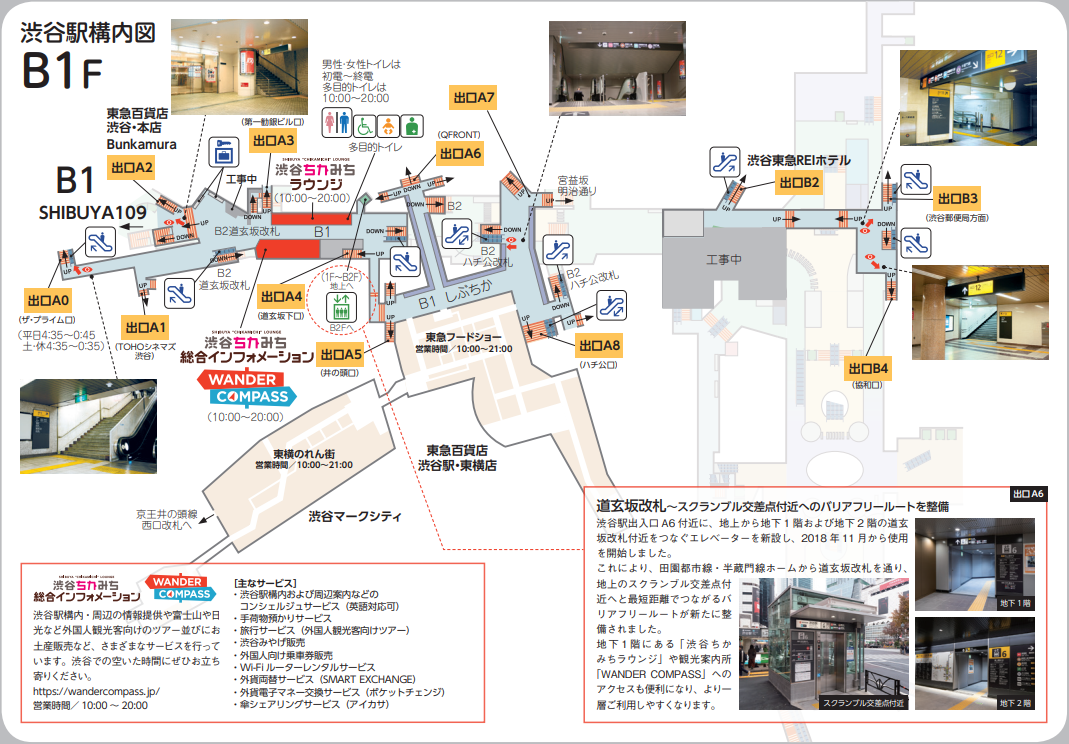 渋谷駅構内図
B1F
東急百貨店
渋谷・本店
Bunkamura
出口A2
B1
SHIBUYA109
(第一勧銀ビル口)
出口A3
工事中
男性・女性トイレは
初電〜終電
多目的トイレは
10:00〜20:00
多目的トイレ
SHIBUYA "CHIKAMICHI" LOUNGE
渋谷ちかみち
ラウンジ
(10:00〜20:00)
出口A7
(QFRONT)
出口A6
宮益坂
明治通り
渋谷東急REIホテル
出口B2
出口B3
(渋谷郵便局方面)
UP
DOWN
B2道玄坂改札
B1
DOWN
B2
B2
ハチ公改札
B2
ハチ公改札
工事中
UP
UP
B2
道玄坂改札
出口A0
(ザ・プライム口)
(平日4:35〜0:45
土・休4:35〜0:35)
出口A1
(TOHOシネマズ
渋谷)
出口A4
(道玄坂下口)
(1F〜B2F)
地上へ
B2Fへ
B1 しぶちか
出口A5
(井の頭口)
東急フードショー
営業時間/10:00〜21:00
出口A8
(ハチ公口)
出口B4
(協和口)
SHIBUYA "CHIKAMICHI" LOUNGE
渋谷ちかみち
総合インフォメーション
WANDER
COMPASS
(10:00〜20:00)
東横のれん街
営業時間/10:00〜21:00
東急百貨店
渋谷駅・東横店
京王井の頭線
西口改札へ
渋谷マークシティ
SHIBUYA "CHIKAMICHI" LOUNGE
渋谷ちかみち
総合インフォメーション
WANDER
COMPASS
渋谷駅構内・周辺の情報提供や富士山や日
光など外国人観光客向けのツアー並びにお
土産販売など、さまざまなサービスを行って
います。渋谷での空いた時間にぜひお立ち
寄りください。
https://wandercompass.jp/
営業時間/ 10:00 〜 20:00
[主なサービス]
・渋谷駅構内および周辺案内などの
コンシェルジュサービス（英語対応可）
・手荷物預かりサービス
・旅行サービス（外国人観光客向けツアー）
・渋谷みやげ販売
・外国人向け乗車券販売
・Wi-Fi ルーターレンタルサービス
・外貨両替サービス（SMART EXCHANGE）
・外貨電子マネー交換サービス（ポケットチェンジ）
・傘シェアリングサービス（アイカサ）
出口A6
道玄坂改札〜スクランブル交差点付近へのバリアフリールートを整備
渋谷駅出入口 A6 付近に、地上から地下 1 階および地下 2 階の道玄
坂改札付近をつなぐエレベーターを新設し、2018 年 11 月から使用
を開始しました。
これにより、田園都市線・半蔵門線ホームから道玄坂改札を通り、
地上のスクランブル交差点付
近へと最短距離でつながるバ
リアフリールートが新たに整
備されました。
地下 1 階にある「渋谷ちか
みちラウンジ」や観光案内所
「WANDER COMPASS」への
アクセスも便利になり、より一
層ご利用しやすくなります。
スクランブル交差点付近
地下 1 階
地下 2 階